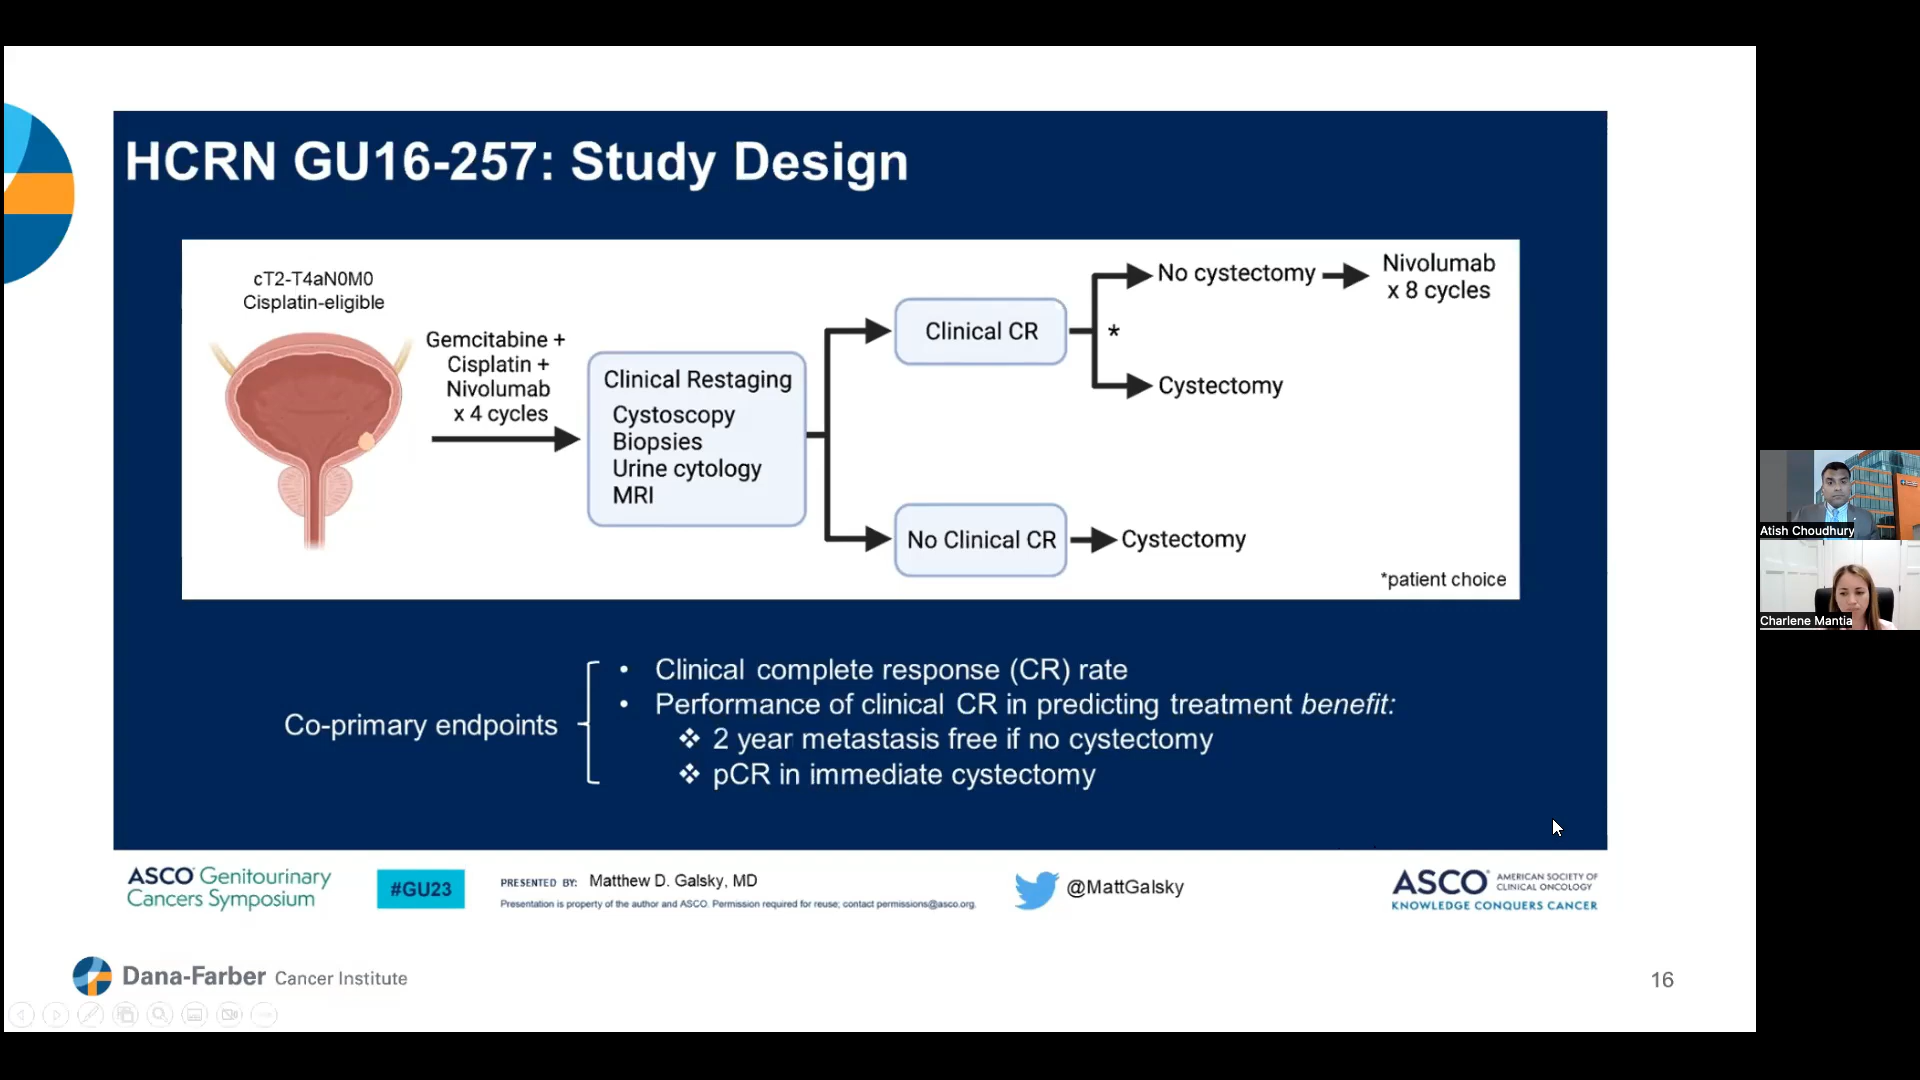 HCRN GU16-257: Study Design
cT2-T4aN0M0
Cisplatin-eligible
Gemcitabine +
Cisplatin +
Nivolumab
x 4 cycles
Clinical Restaging
Cystoscopy
Biopsies
Urine cytology
MRI
Clinical CR
*
No cystectomy
Nivolumab
x 8 cycles
Cystectomy
No Clinical CR
Cystectomy
*patient choice
Co-primary endpoints
• Clinical complete response (CR) rate
• Performance of clinical CR in predicting treatment benefit:
❖ 2 year metastasis free if no cystectomy
❖ pCR in immediate cystectomy
ASCO Genitourinary
Cancers Symposium
#GU23
PRESENTED BY: Matthew D. Galsky, MD
Presentation is property of the author and ASCO. Permission required for reuse; contact permissions@asco.org.
@MattGalsky
ASCO AMERICAN SOCIETY OF
CLINICAL ONCOLOGY
KNOWLEDGE CONQUERS CANCER
Dana-Farber Cancer Institute
16
Atish Choudhury
Charlene Mantia